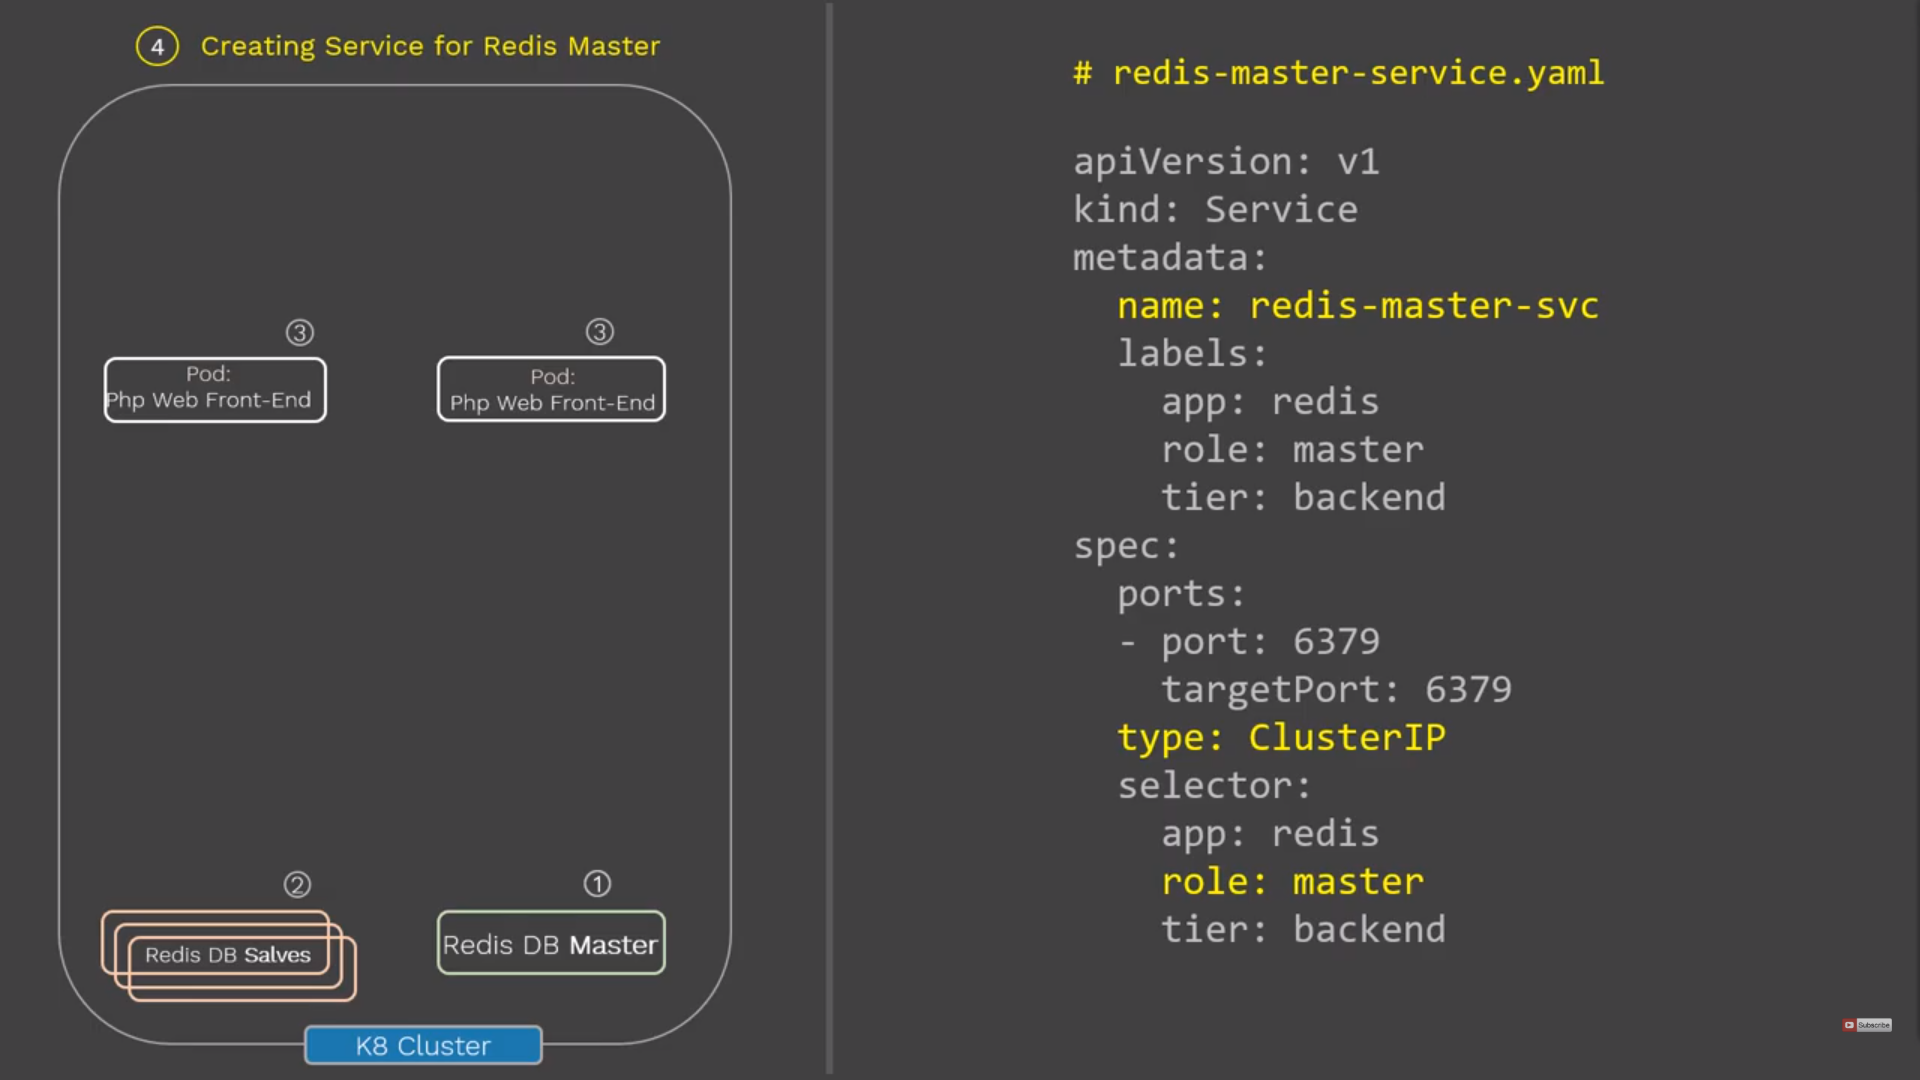 4 Creating Service for Redis Master
3
3
Pod:
Php Web Front-End
Pod:
Php Web Front-End
2
1
Redis DB Salves
Redis DB Master
K8 Cluster
# redis-master-service.yaml
apiVersion: v1
kind: Service
metadata:
  name: redis-master-svc
  labels:
    app: redis
    role: master
    tier: backend
spec:
  ports:
  - port: 6379
    targetPort: 6379
  type: ClusterIP
  selector:
    app: redis
    role: master
    tier: backend
Subscribe